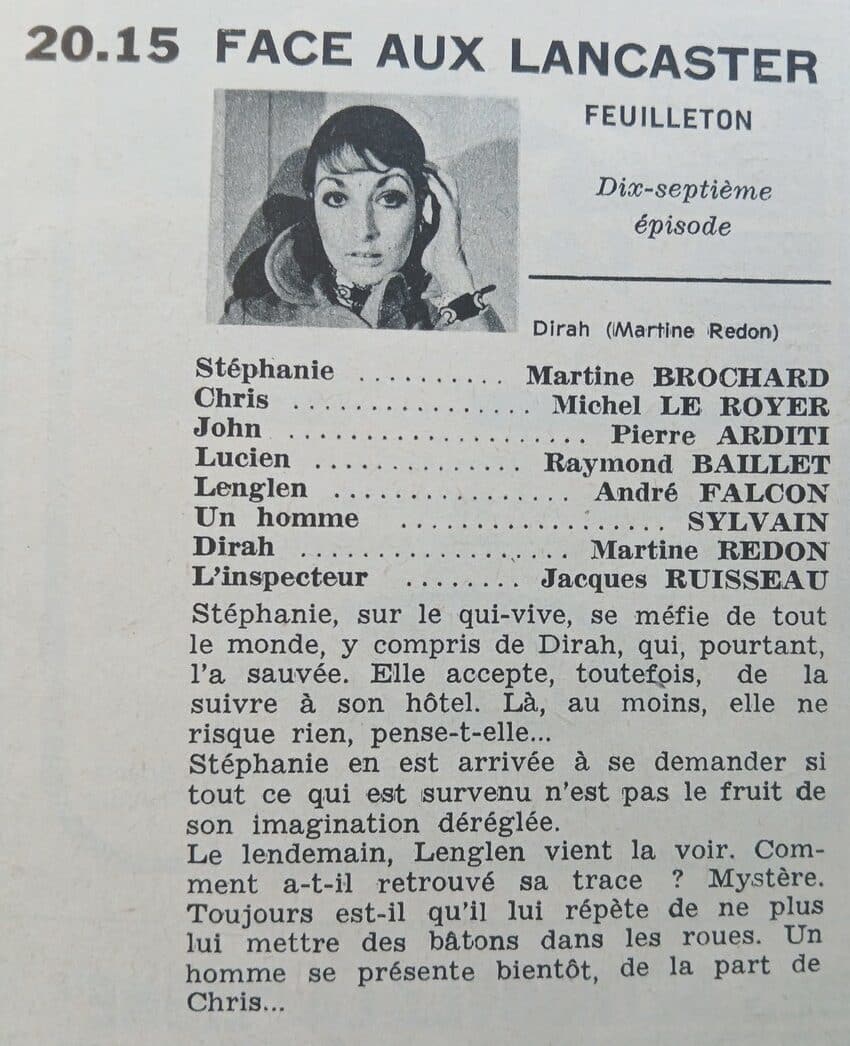 20.15 FACE AUX LANCASTER
FEUILLETON
Dix-septième
épisode
Dirah (Martine Redon)
Stéphanie .......... Martine BROCHARD
Chris ................. Michel LE ROYER
John ..................... Pierre ARDITI
Lucien ............... Raymond BAILLET
Lenglen ................. André FALCON
Un homme ................... SYLVAIN
Dirah ................... Martine REDON
L'inspecteur ........ Jacques RUISSEAU
Stéphanie, sur le qui-vive, se méfie de tout
le monde, y compris de Dirah, qui, pourtant,
l'a sauvée. Elle accepte, toutefois, de la
suivre à son hôtel. Là, au moins, elle ne
risque rien, pense-t-elle...
Stéphanie en est arrivée à se demander si
tout ce qui est survenu n'est pas le fruit de
son imagination déréglée.
Le lendemain, Lenglen vient la voir. Com-
ment a-t-il retrouvé sa trace ? Mystère.
Toujours est-il qu'il lui répète de ne plus
lui mettre des bâtons dans les roues. Un
homme se présente bientôt, de la part de
Chris...